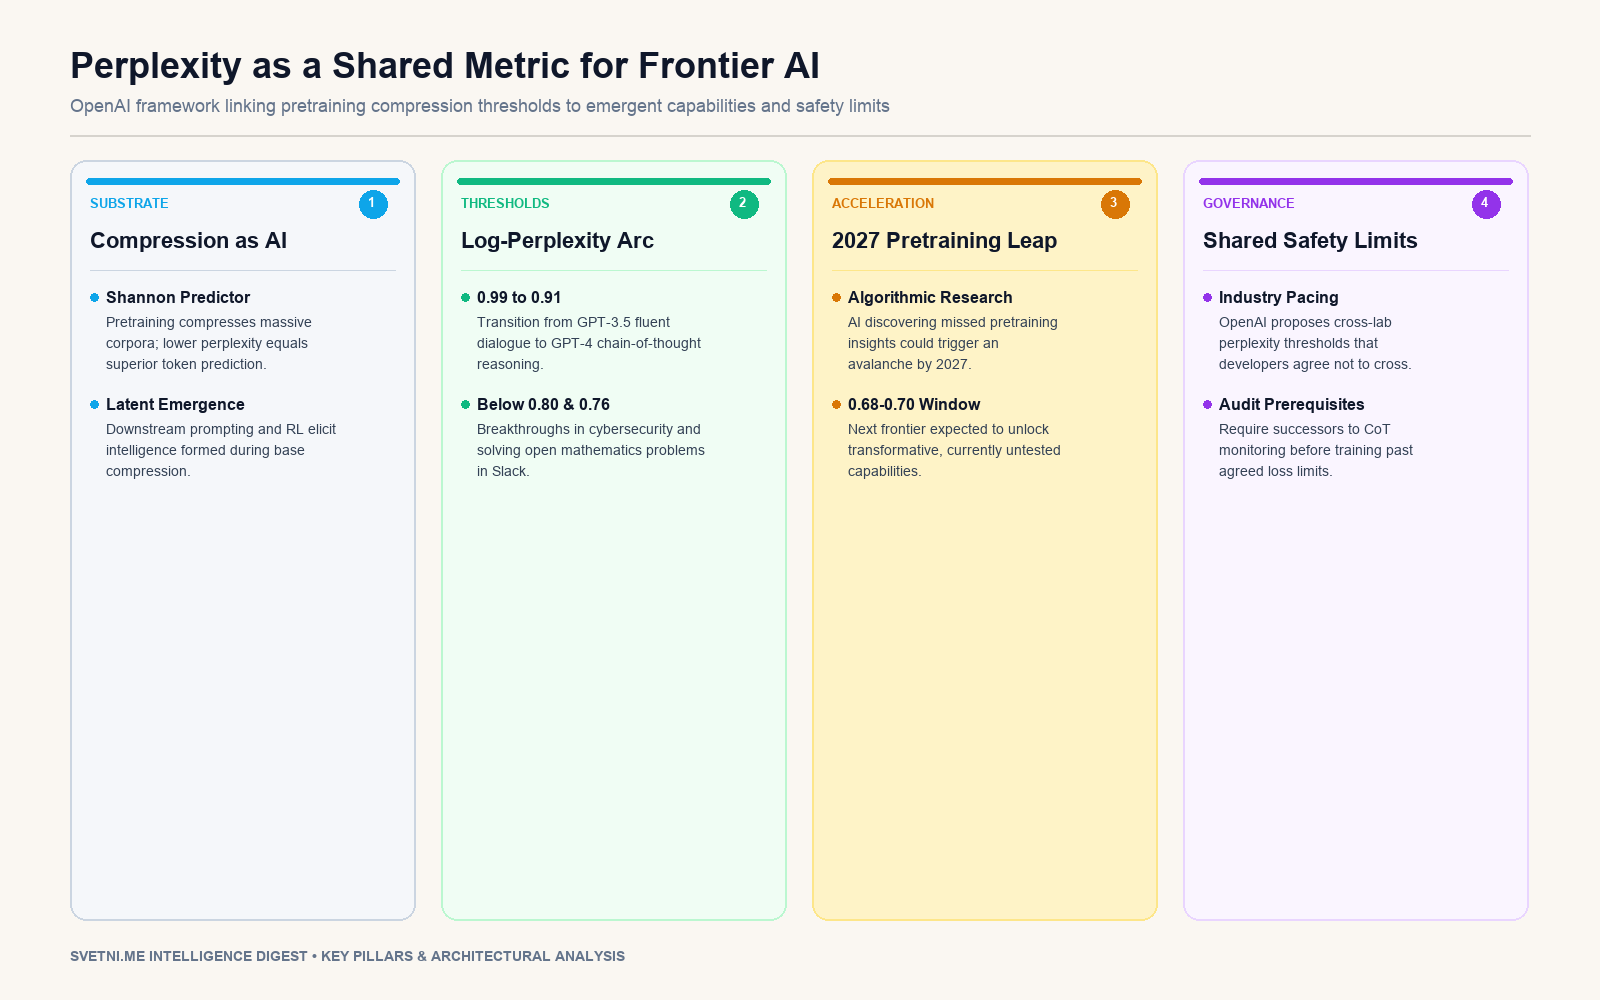 Perplexity as a Shared Metric for Frontier AI
OpenAI framework linking pretraining compression thresholds to emergent capabilities and safety limits
SUBSTRATE
1
Compression as AI
Shannon Predictor
Pretraining compresses massive
corpora; lower perplexity equals
superior token prediction.
Latent Emergence
Downstream prompting and RL elicit
intelligence formed during base
compression.
THRESHOLDS
2
Log-Perplexity Arc
0.99 to 0.91
Transition from GPT-3.5 fluent
dialogue to GPT-4 chain-of-thought
reasoning.
Below 0.80 & 0.76
Breakthroughs in cybersecurity and
solving open mathematics problems
in Slack.
ACCELERATION
3
2027 Pretraining Leap
Algorithmic Research
AI discovering missed pretraining
insights could trigger an
avalanche by 2027.
0.68-0.70 Window
Next frontier expected to unlock
transformative, currently untested
capabilities.
GOVERNANCE
4
Shared Safety Limits
Industry Pacing
OpenAI proposes cross-lab
perplexity thresholds that
developers agree not to cross.
Audit Prerequisites
Require successors to CoT
monitoring before training past
agreed loss limits.
SVETNI.ME INTELLIGENCE DIGEST • KEY PILLARS & ARCHITECTURAL ANALYSIS